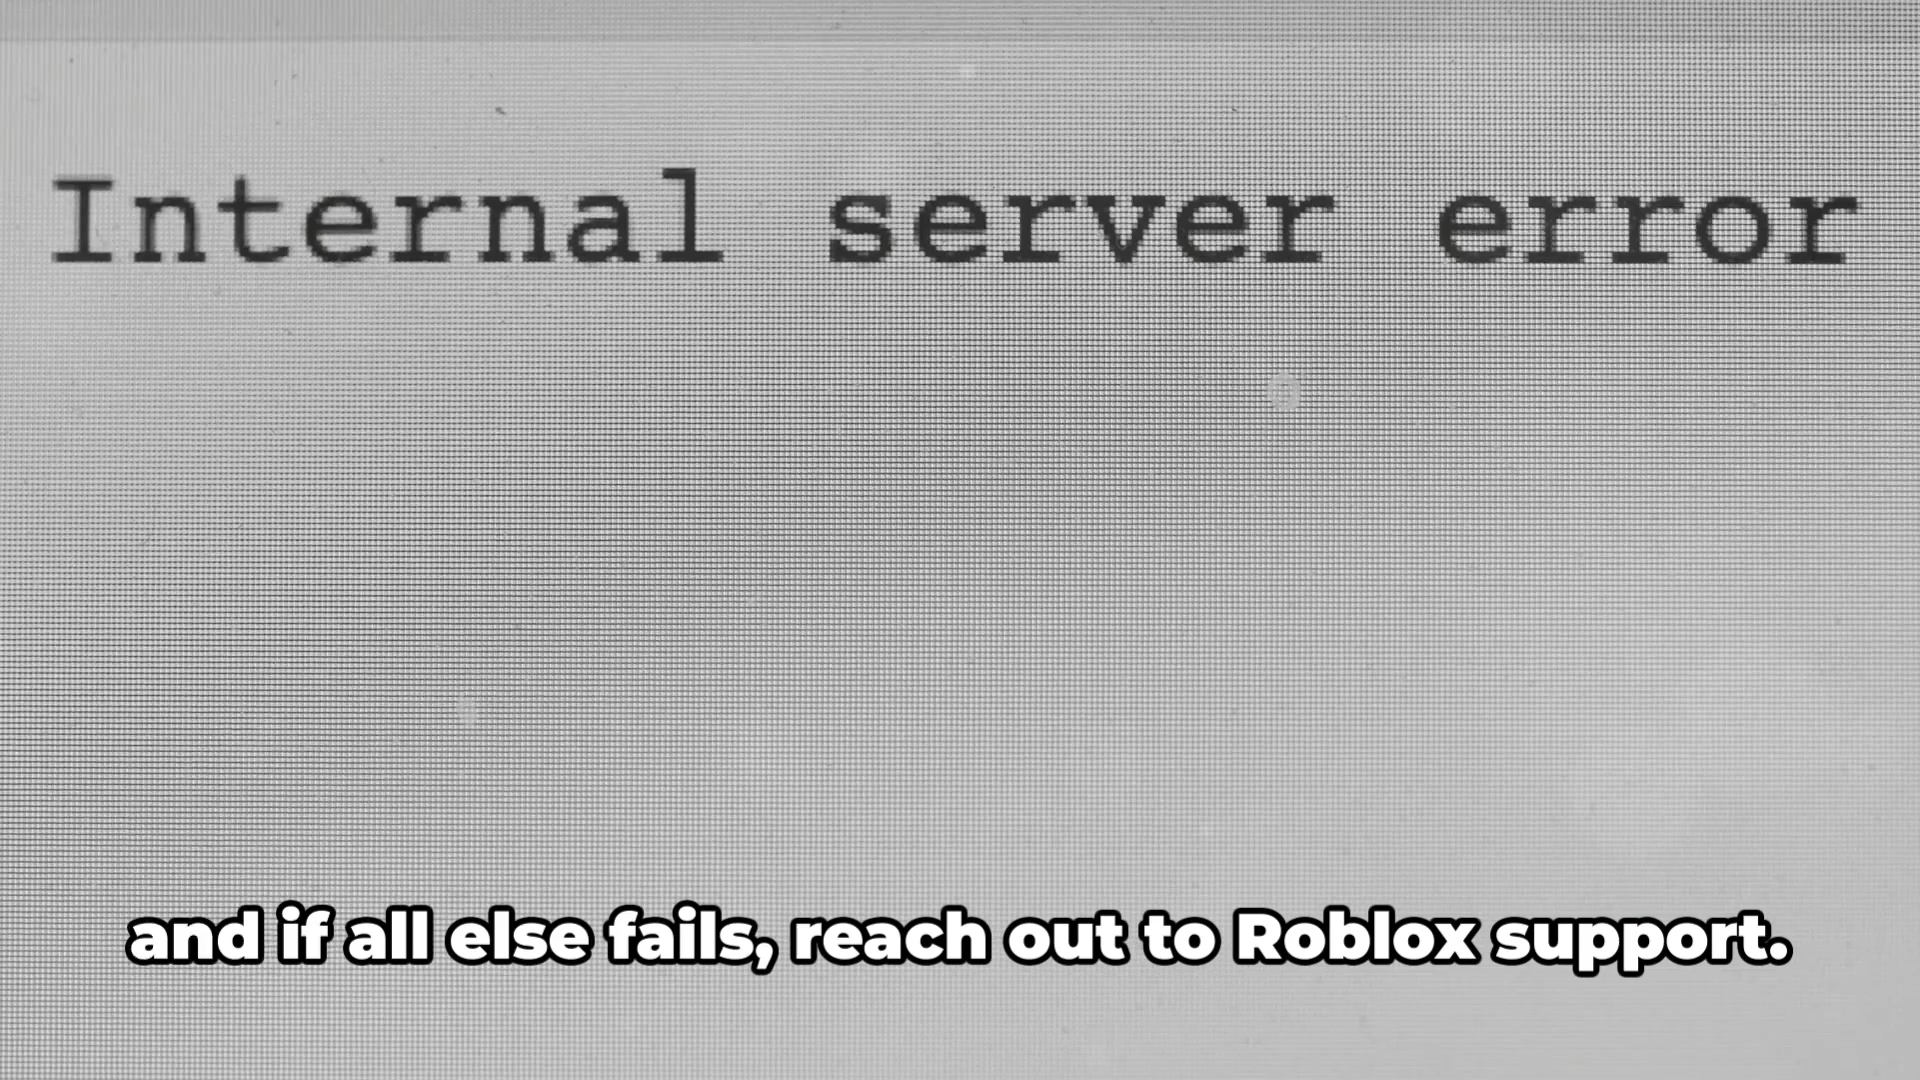 Internal server error
and if all else fails, reach out to Roblox support.